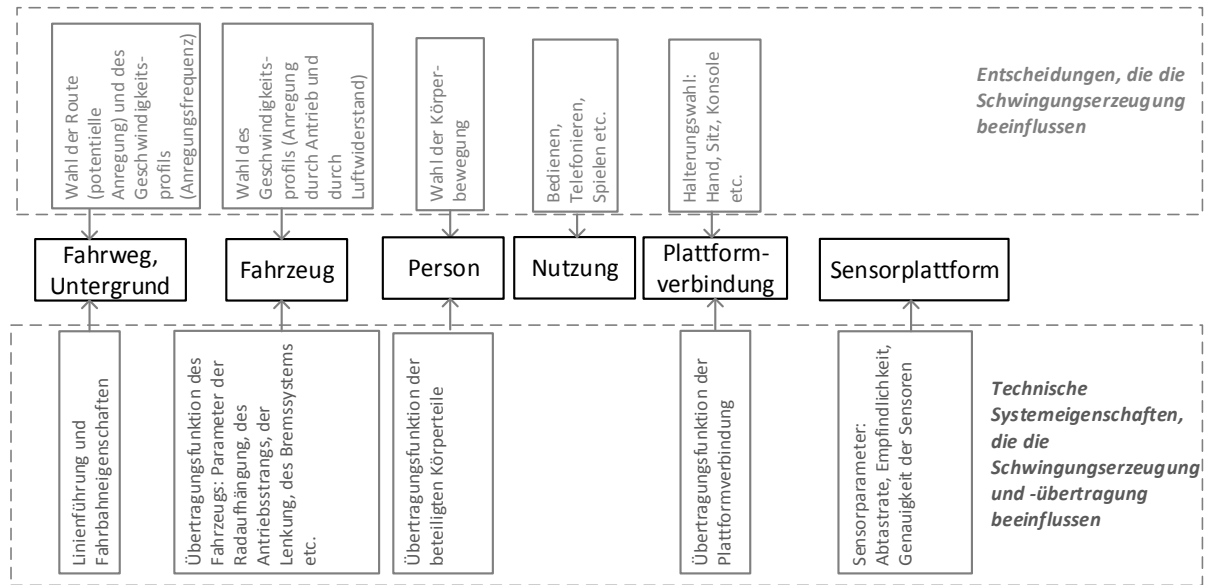 Wahl der Route
(potentielle
Anregung) und des
Geschwindigkeits-
profils
(Anregungsfrequenz)
Wahl des
Geschwindigkeits-
profils (Anregung
durch Antrieb und
durch
Luftwiderstand)
Wahl der Körper-
bewegung
Bedienen,
Telefonieren,
Spielen etc.
Halterungswahl:
Hand, Sitz, Konsole
etc.
Entscheidungen, die die
Schwingungserzeugung
beeinflussen
Fahrweg,
Untergrund
Fahrzeug
Person
Nutzung
Plattform-
verbindung
Sensorplattform
Linienführung und
Fahrbahneigenschaften
Übertragungsfunktion des
Fahrzeugs: Parameter der
Radaufhängung, des
Antriebsstrangs, der
Lenkung, des Bremssystems
etc.
Übertragungsfunktion der
beteiligten Körperteile
Übertragungsfunktion der
Plattformverbindung
Sensorparameter:
Abtastrate, Empfindlichkeit,
Genauigkeit der Sensoren
Technische
Systemeigenschaften,
die die
Schwingungserzeugung
und -übertragung
beeinflussen